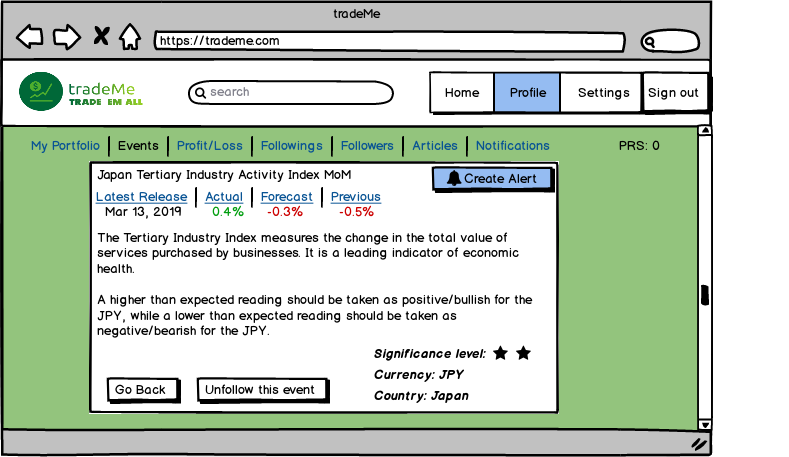 tradeMe
https://trademe.com
tradeMe
TRADE EM ALL
search
Home Profile Settings Sign out
My Portfolio Events Profit/Loss Followings Followers Articles Notifications PRS: 0
Japan Tertiary Industry Activity Index MoM
Create Alert
Latest Release Actual Forecast Previous
Mar 13, 2019 0.4% -0.3% -0.5%
The Tertiary Industry Index measures the change in the total value of
services purchased by businesses. It is a leading indicator of economic
health.
A higher than expected reading should be taken as positive/bullish for the
JPY, while a lower than expected reading should be taken as
negative/bearish for the JPY.
Significance level:
Currency: JPY
Country: Japan
Go Back Unfollow this event